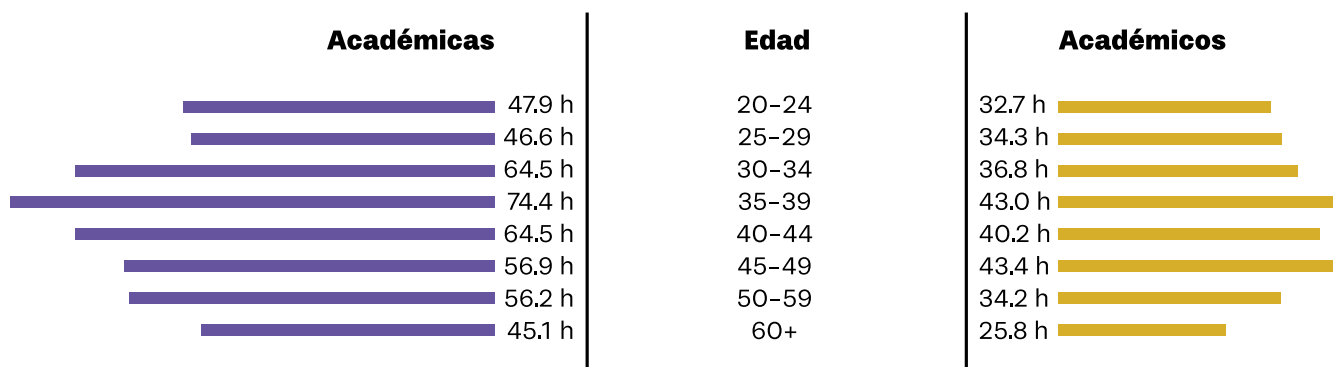 Académicas Edad Académicos
47.9 h 20–24 32.7 h
46.6 h 25–29 34.3 h
64.5 h 30–34 36.8 h
74.4 h 35–39 43.0 h
64.5 h 40–44 40.2 h
56.9 h 45–49 43.4 h
56.2 h 50–59 34.2 h
45.1 h 60+ 25.8 h